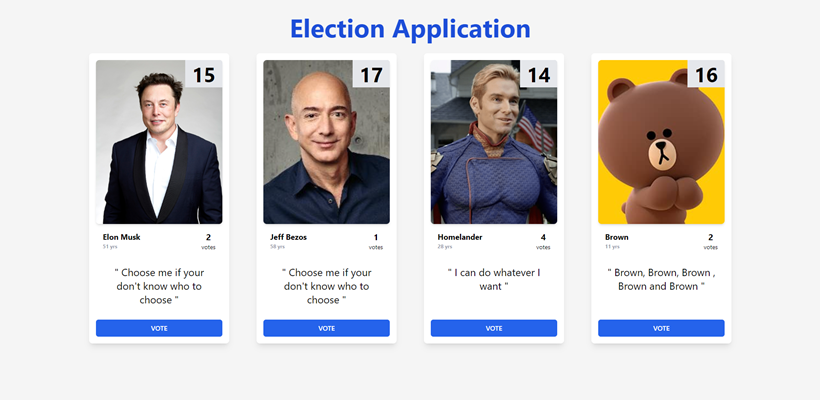 Election Application
15
Elon Musk
51 yrs
2
votes
" Choose me if your
don't know who to
choose "
VOTE
17
Jeff Bezos
58 yrs
1
votes
" Choose me if your
don't know who to
choose "
VOTE
14
Homelander
28 yrs
4
votes
" I can do whatever I
want "
VOTE
16
Brown
11 yrs
2
votes
" Brown, Brown, Brown ,
Brown and Brown "
VOTE